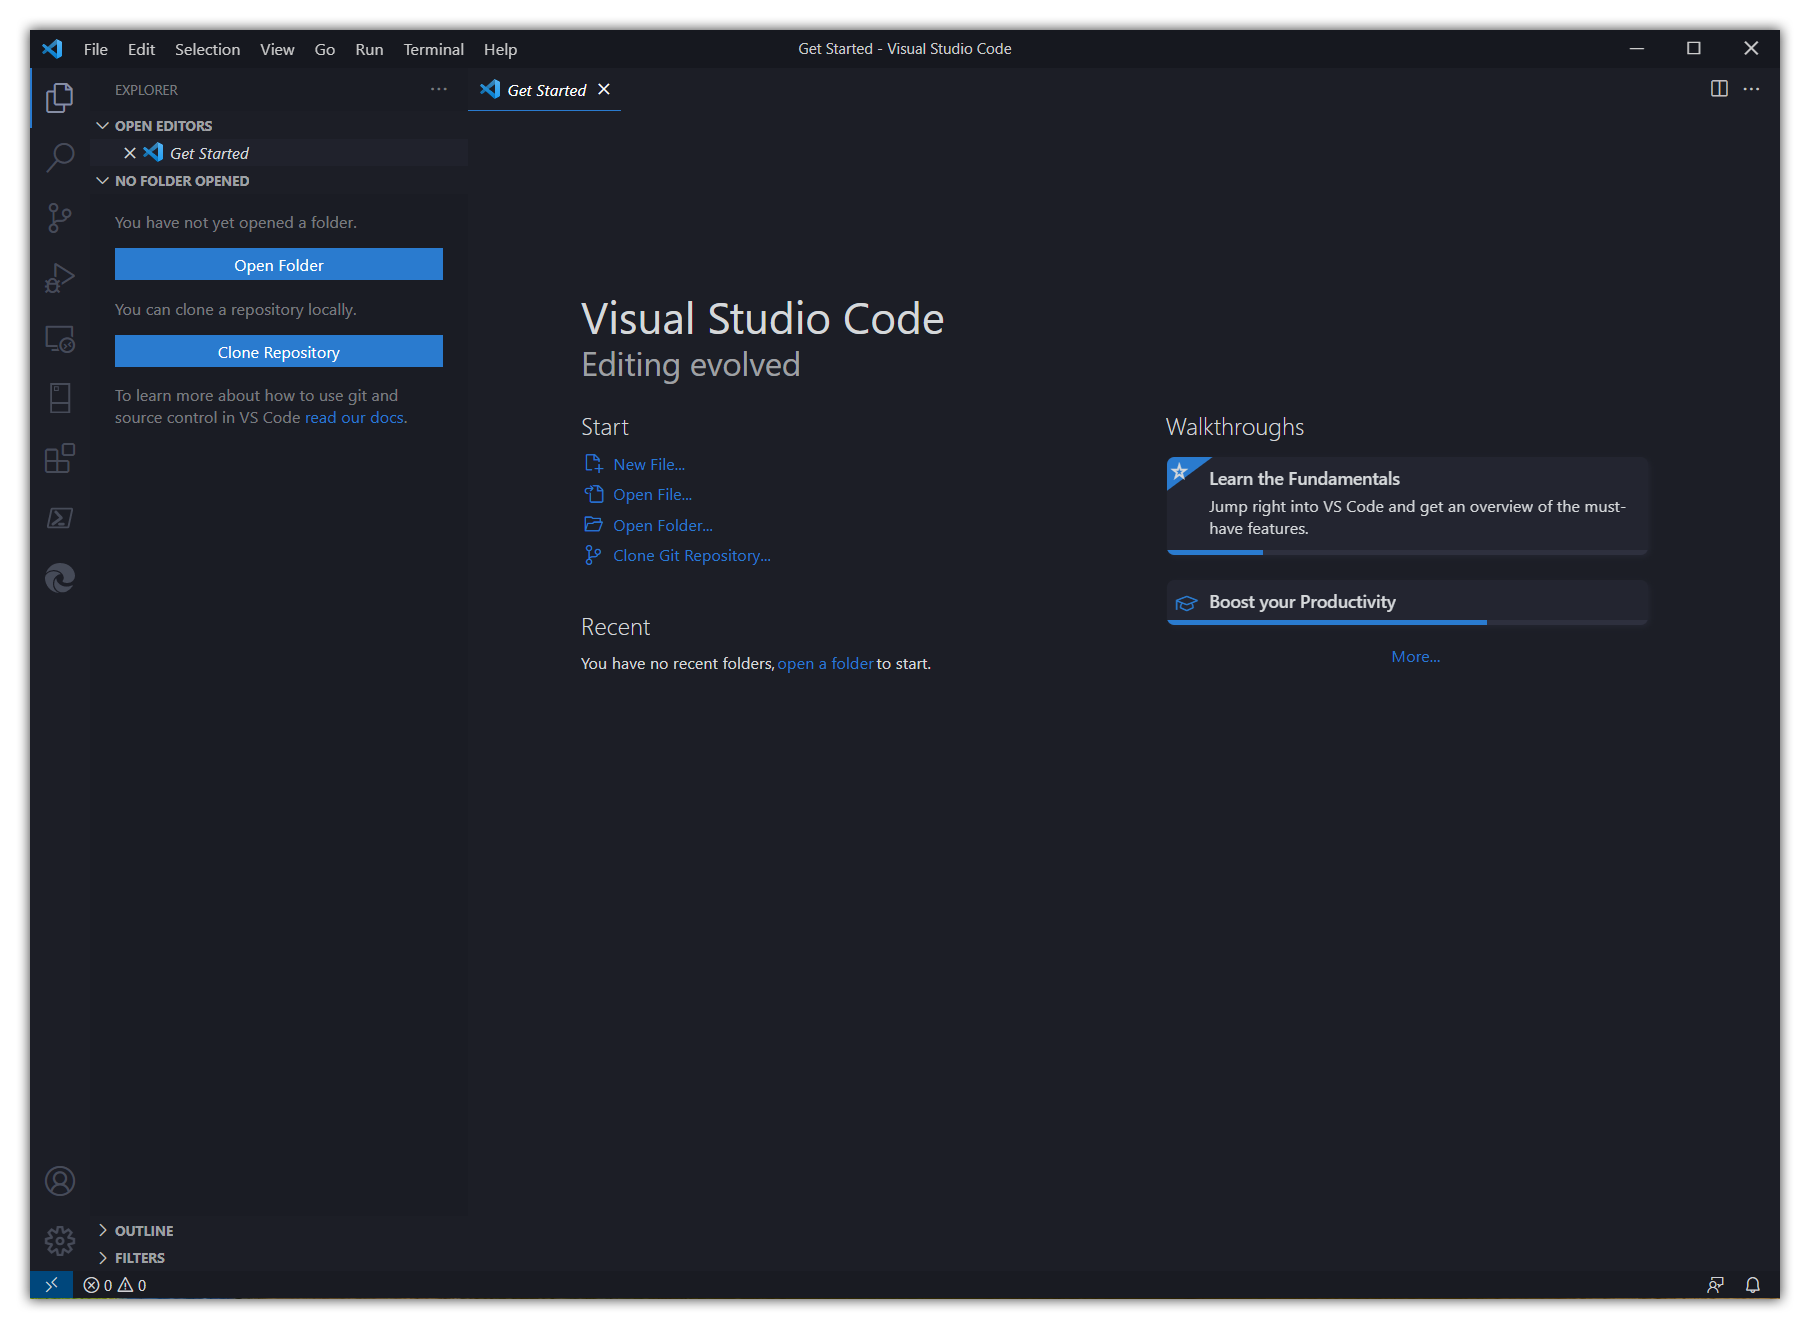 File Edit Selection View Go Run Terminal Help
Get Started - Visual Studio Code
EXPLORER
OPEN EDITORS
Get Started
NO FOLDER OPENED
You have not yet opened a folder.
Open Folder
You can clone a repository locally.
Clone Repository
To learn more about how to use git and
source control in VS Code read our docs.
OUTLINE
FILTERS
Get Started
Visual Studio Code
Editing evolved
Start
New File...
Open File...
Open Folder...
Clone Git Repository...
Recent
You have no recent folders, open a folder to start.
Walkthroughs
Learn the Fundamentals
Jump right into VS Code and get an overview of the must-
have features.
Boost your Productivity
More...
0 0